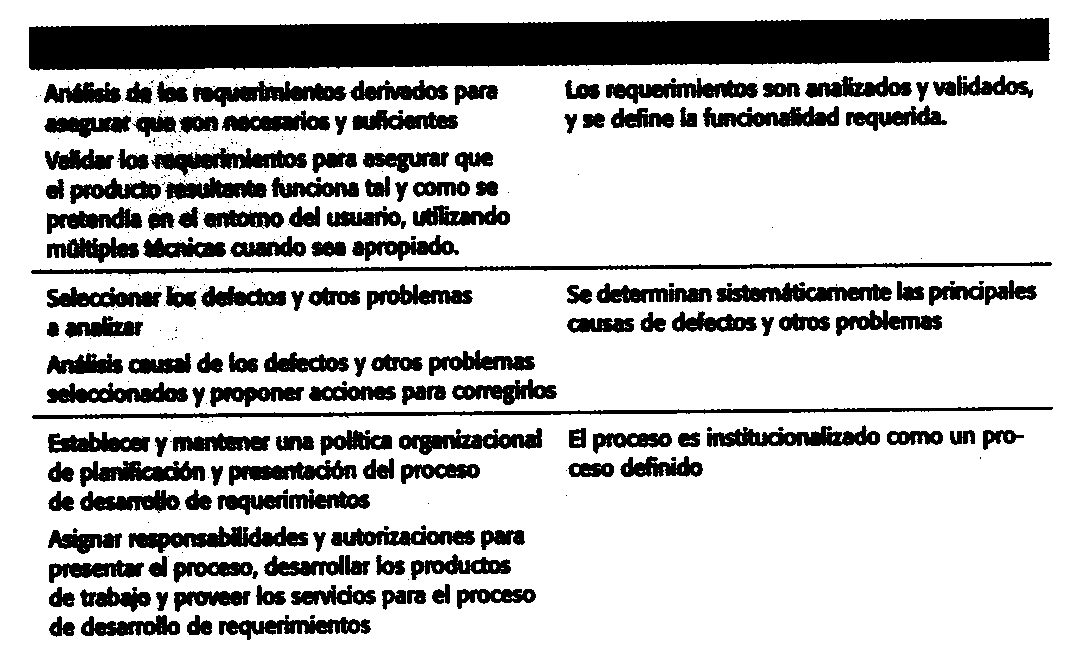 Análisis de los requerimientos derivados para
asegurar que son necesarios y suficientes
Validar los requerimientos para asegurar que
el producto resultante funciona tal y como se
pretendía en el entorno del usuario, utilizando
múltiples técnicas cuando sea apropiado.
Los requerimientos son analizados y validados,
y se define la funcionalidad requerida.
Seleccionar los defectos y otros problemas
a analizar
Análisis causal de los defectos y otros problemas
seleccionados y proponer acciones para corregirlos
Se determinan sistemáticamente las principales
causas de defectos y otros problemas
Establecer y mantener una política organizacional
de planificación y presentación del proceso
de desarrollo de requerimientos
Asignar responsabilidades y autorizaciones para
presentar el proceso, desarrollar los productos
de trabajo y proveer los servicios para el proceso
de desarrollo de requerimientos
El proceso es institucionalizado como un pro-
ceso definido